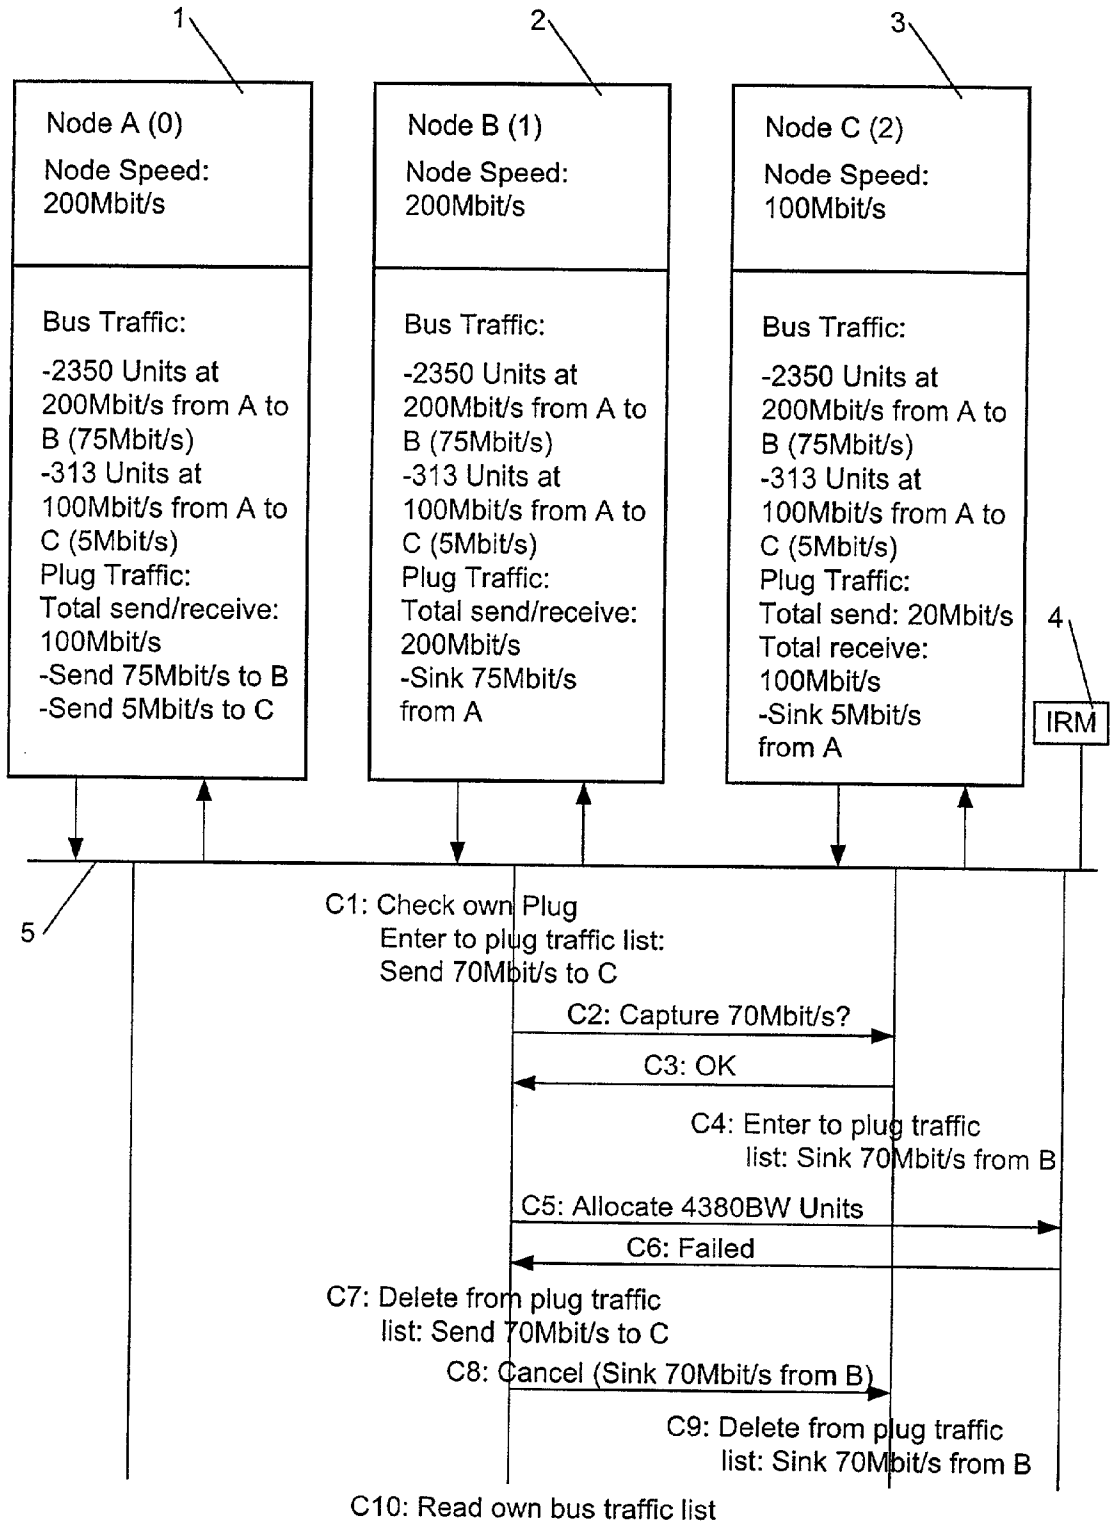 1
2
3
Node A (0)
Node Speed:
200Mbit/s
Bus Traffic:
-2350 Units at
200Mbit/s from A to
B (75Mbit/s)
-313 Units at
100Mbit/s from A to
C (5Mbit/s)
Plug Traffic:
Total send/receive:
100Mbit/s
-Send 75Mbit/s to B
-Send 5Mbit/s to C
Node B (1)
Node Speed:
200Mbit/s
Bus Traffic:
-2350 Units at
200Mbit/s from A to
B (75Mbit/s)
-313 Units at
100Mbit/s from A to
C (5Mbit/s)
Plug Traffic:
Total send/receive:
200Mbit/s
-Sink 75Mbit/s
from A
Node C (2)
Node Speed:
100Mbit/s
Bus Traffic:
-2350 Units at
200Mbit/s from A to
B (75Mbit/s)
-313 Units at
100Mbit/s from A to
C (5Mbit/s)
Plug Traffic:
Total send: 20Mbit/s
Total receive:
100Mbit/s
-Sink 5Mbit/s
from A
4
IRM
5
C1: Check own Plug
Enter to plug traffic list:
Send 70Mbit/s to C
C2: Capture 70Mbit/s?
C3: OK
C4: Enter to plug traffic
list: Sink 70Mbit/s from B
C5: Allocate 4380BW Units
C6: Failed
C7: Delete from plug traffic
list: Send 70Mbit/s to C
C8: Cancel (Sink 70Mbit/s from B)
C9: Delete from plug traffic
list: Sink 70Mbit/s from B
C10: Read own bus traffic list